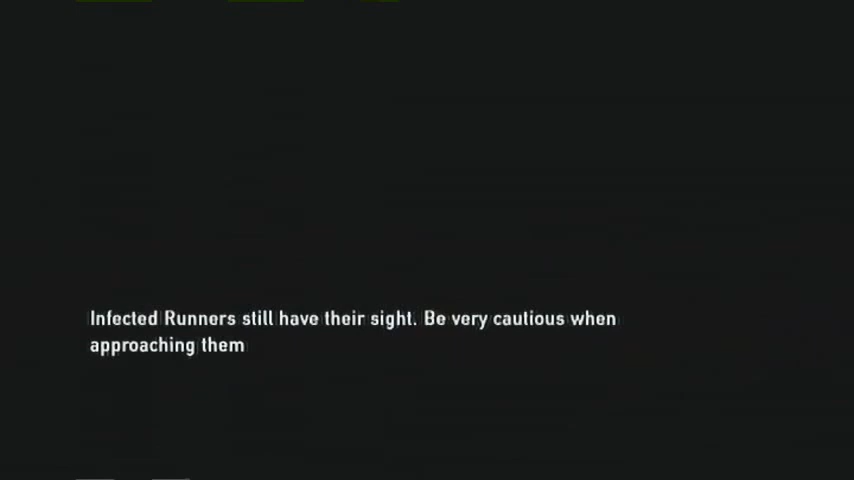 Infected Runners still have their sight. Be very cautious when
approaching them